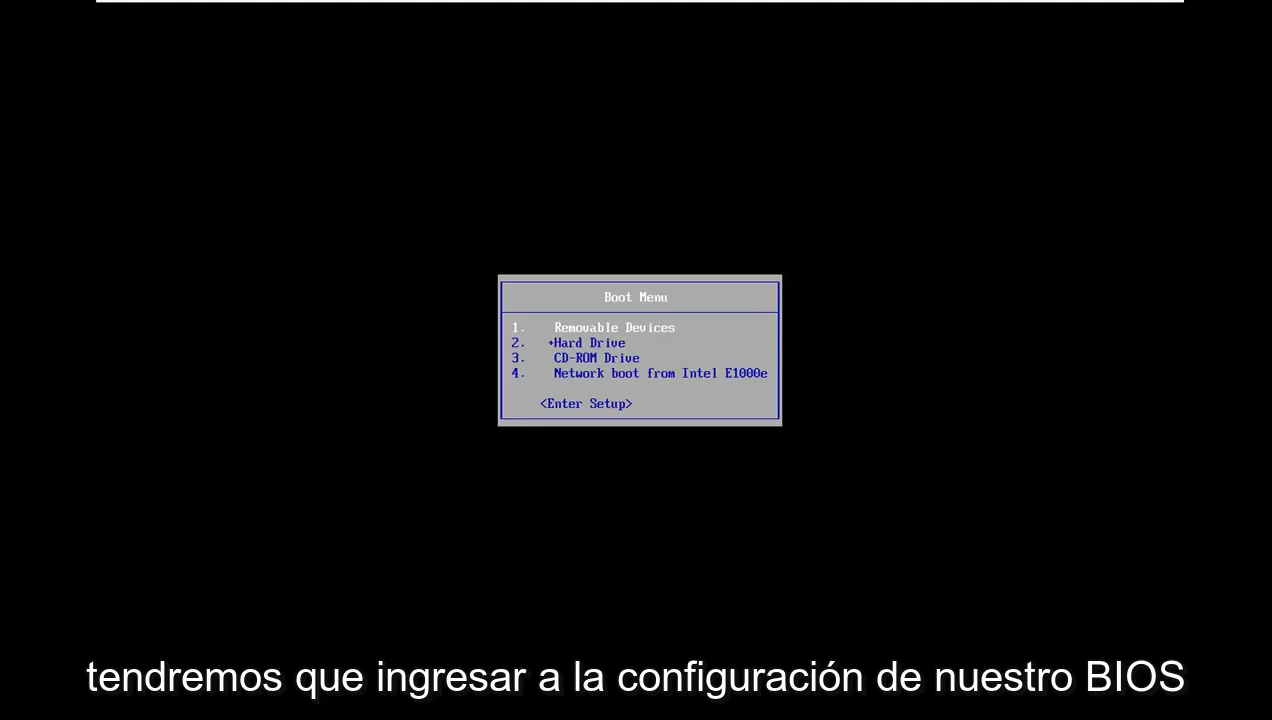 Boot Menu
1. Removable Devices
2. +Hard Drive
3. CD-ROM Drive
4. Network boot from Intel E1000e
<Enter Setup>
tendremos que ingresar a la configuración de nuestro BIOS